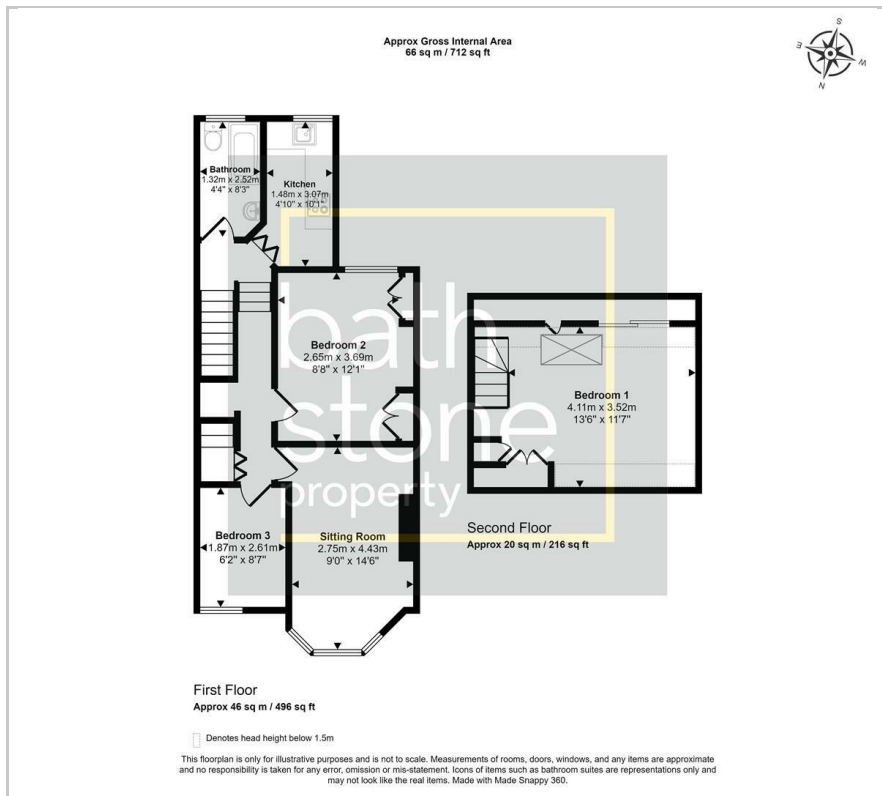 Approx Gross Internal Area
66 sq m / 712 sq ft
S
E
W
N
Bathroom
1.32m x 2.52m
4'4" x 8'3"
Kitchen
1.48m x 3.07m
4'10" x 10'1"
bath
stone
property
Bedroom 2
2.65m x 3.69m
8'8" x 12'1"
Bedroom 1
4.11m x 3.52m
13'6" x 11'7"
Bedroom 3
1.87m x 2.61m
6'2" x 8'7"
Sitting Room
2.75m x 4.43m
9'0" x 14'6"
Second Floor
Approx 20 sq m / 216 sq ft
First Floor
Approx 46 sq m / 496 sq ft
Denotes head height below 1.5m
This floorplan is only for illustrative purposes and is not to scale. Measurements of rooms, doors, windows, and any items are approximate
and no responsibility is taken for any error, omission or mis-statement. Icons of items such as bathroom suites are representations only and
may not look like the real items. Made with Made Snappy 360.